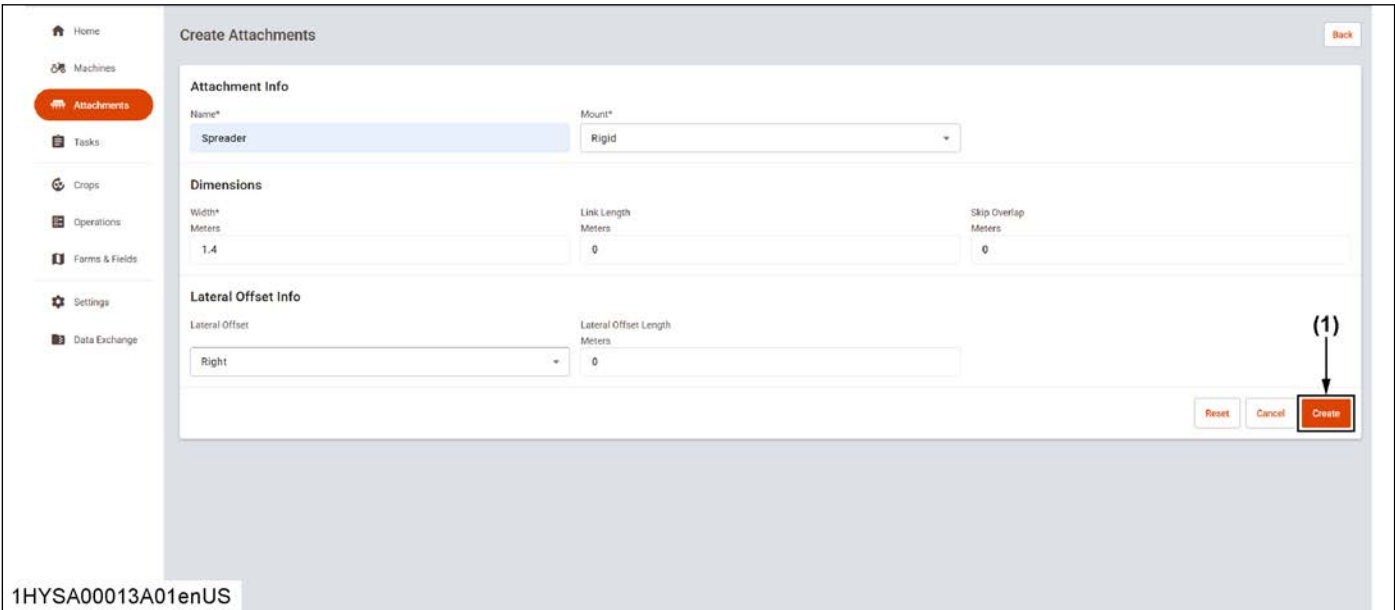 Home
Machines
Attachments
Tasks
Crops
Operations
Farms & Fields
Settings
Data Exchange
Create Attachments
Back
Attachment Info
Name*
Mount*
Spreader
Rigid
Dimensions
Width*
Link Length
Skip Overlap
Meters
Meters
Meters
1.4
0
0
Lateral Offset Info
Lateral Offset
Lateral Offset Length
Meters
Right
0
(1)
Reset
Cancel
Create
1HYSA00013A01enUS